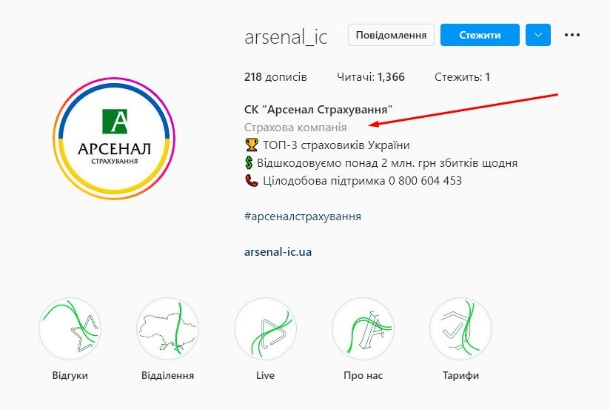 arsenal_ic Повідомлення Стежити
218 дописів Читачі: 1,366 Стежить: 1
СК "Арсенал Страхування"
Страхова компанія
🏆 ТОП-3 страховиків України
💲 Відшкодовуємо понад 2 млн. грн збитків щодня
📞 Цілодобова підтримка 0 800 604 453
#арсеналстрахування
arsenal-ic.ua
А
АРСЕНАЛ
СТРАХУВАННЯ
Відгуки Відділення Live Про нас Тарифи